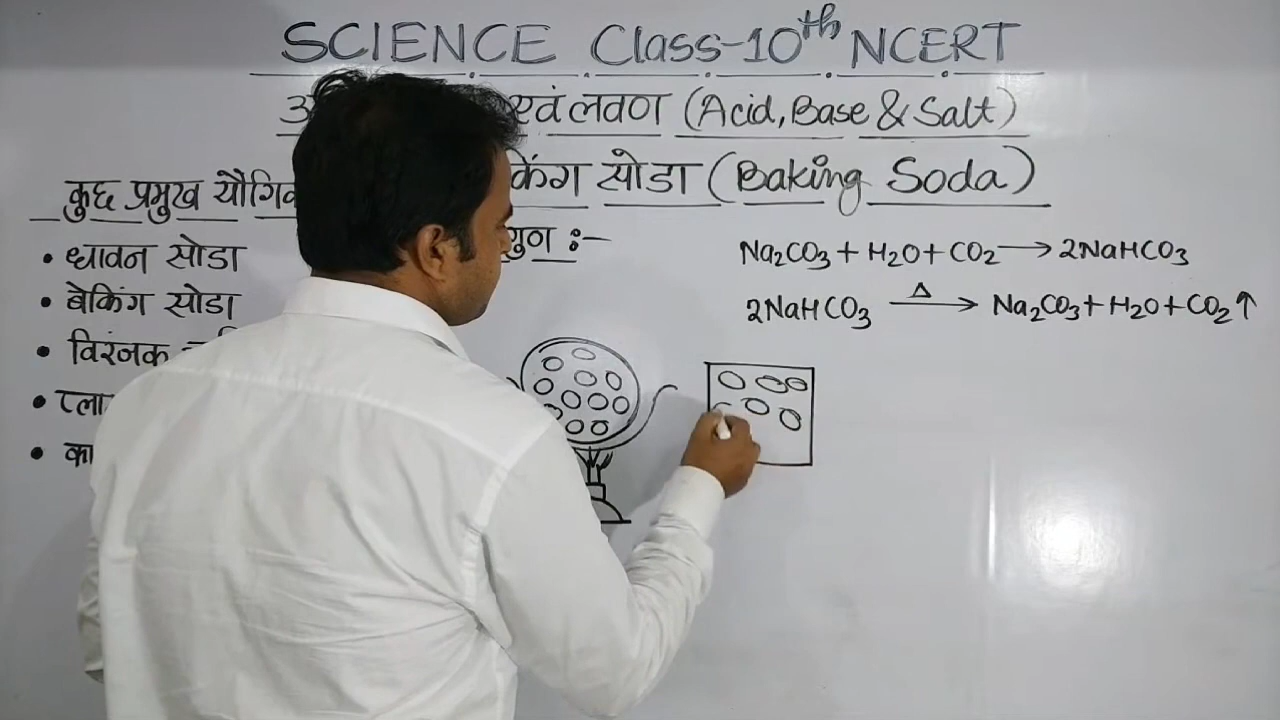 SCIENCE Class-10th NCERT
एवं लवण (Acid, Base & Salt)
कुछ प्रमुख यौगिक
सोडा (Baking Soda)
गुण :-
• धावन सोडा
• बेकिंग सोडा
• विरंजक
Na₂CO₃ + H₂O + CO₂ → 2NaHCO₃
2NaHCO₃ —Δ→ Na₂CO₃ + H₂O + CO₂↑